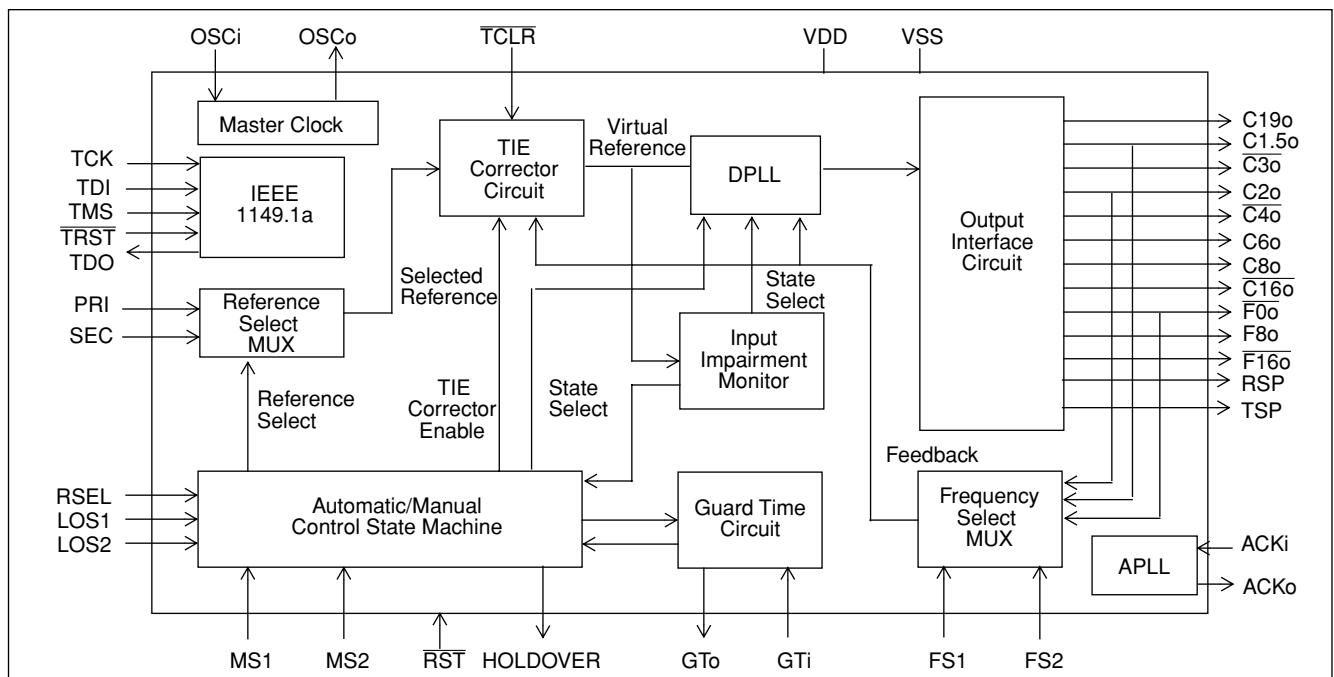 OSCi
OSCo
TCLR
VDD
VSS
Master Clock
TCK
TDI
TMS
TRST
TDO
IEEE
1149.1a
TIE
Corrector
Circuit
Virtual
Reference
DPLL
Output
Interface
Circuit
C19o
C1.5o
C3o
C2o
C4o
C6o
C8o
C16o
F0o
F8o
F16o
RSP
TSP
PRI
SEC
Reference
Select
MUX
Selected
Reference
State
Select
Input
Impairment
Monitor
Reference
Select
TIE
Corrector
Enable
State
Select
Feedback
RSEL
LOS1
LOS2
Automatic/Manual
Control State Machine
Guard Time
Circuit
Frequency
Select
MUX
APLL
ACKi
ACKo
MS1
MS2
RST
HOLDOVER
GTo
GTi
FS1
FS2